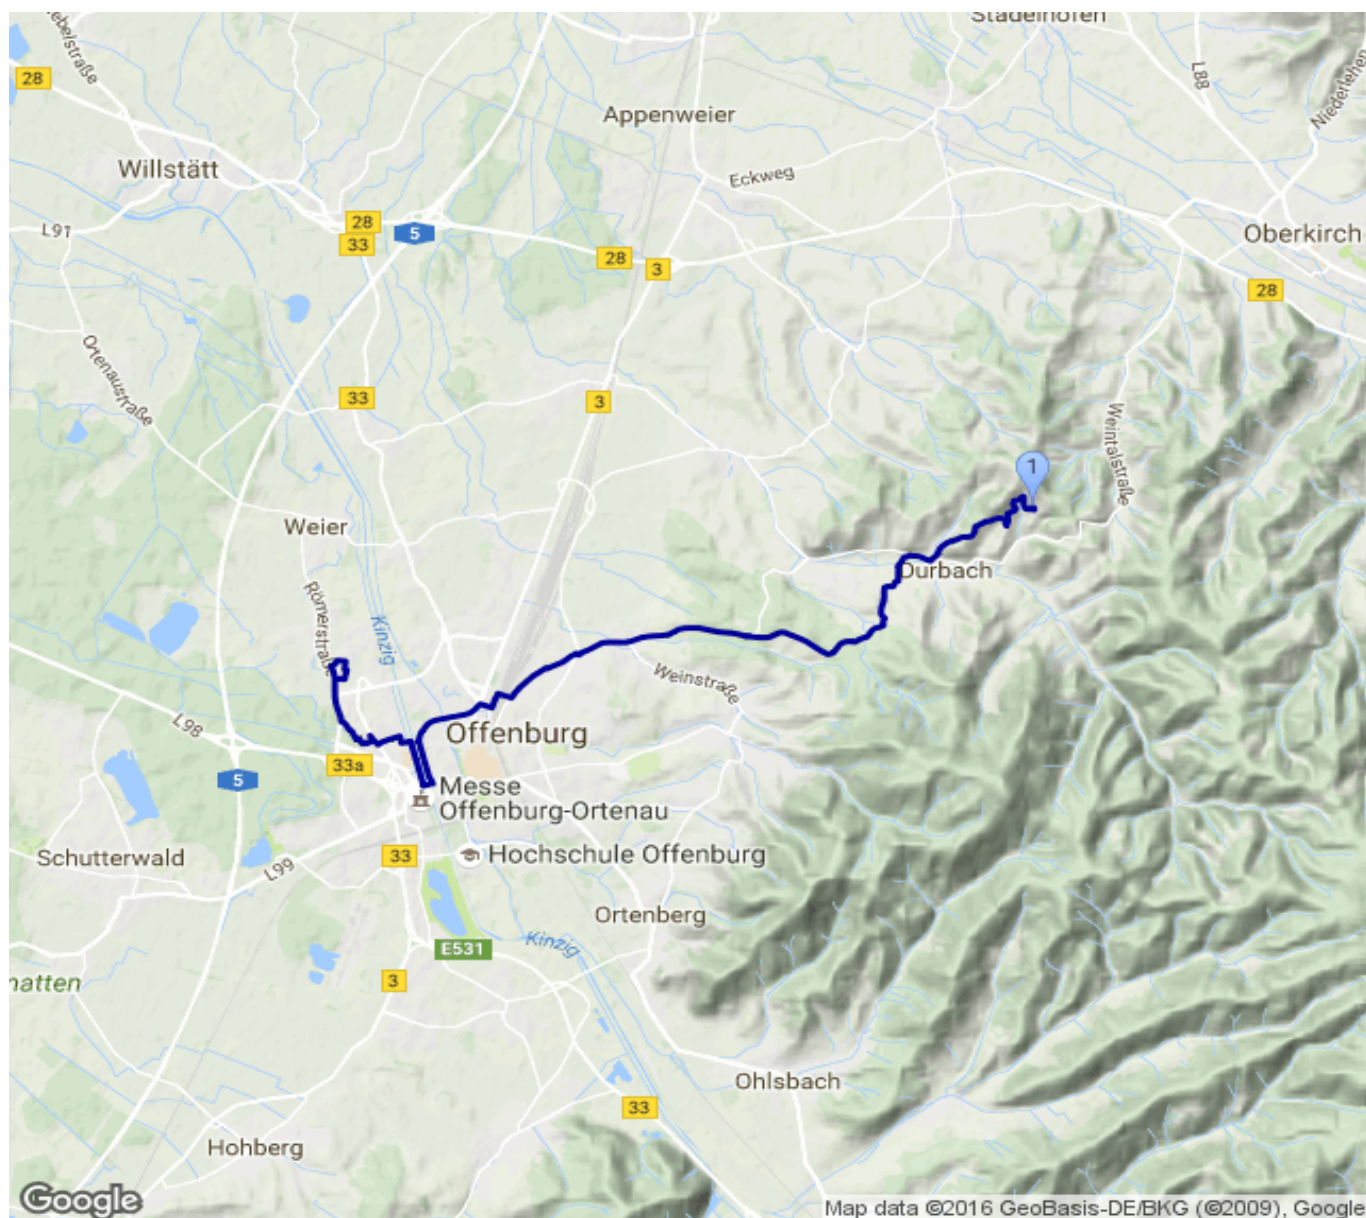 Stadelhofen
28
L88
Niederlehen
Appenweier
Willstätt
Eckweg
28
L91
33
5
28
3
Oberkirch
28
Ortenaustraße
33
3
Weintalstraße
1
Weier
Durbach
Römerstraße
Kinzig
Weinstraße
L98
Offenburg
33a
5
Messe
Offenburg-Ortenau
Schutterwald
L99
33
Hochschule Offenburg
Ortenberg
Kinzig
E531
3
natten
Ohlsbach
33
Hohberg
Google
Map data ©2016 GeoBasis-DE/BKG (©2009), Google